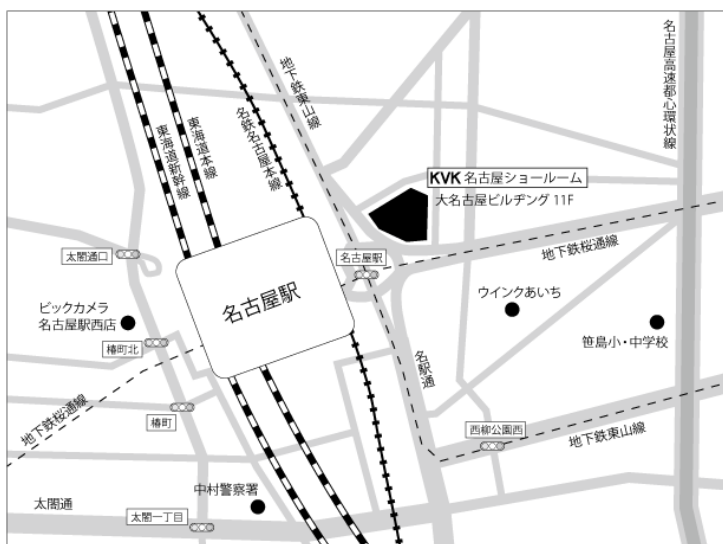 地下鉄東山線
名古屋高速都心環状線
東海道新幹線
東海道本線
名鉄名古屋本線
KVK 名古屋ショールーム
大名古屋ビルヂング 11F
太閤通口
名古屋駅
地下鉄桜通線
名古屋駅
ビックカメラ
名古屋駅西店
ウインクあいち
椿町北
笹島小・中学校
名駅通
地下鉄桜通線
椿町
西柳公園西
地下鉄東山線
太閤通
中村警察署
太閤一丁目